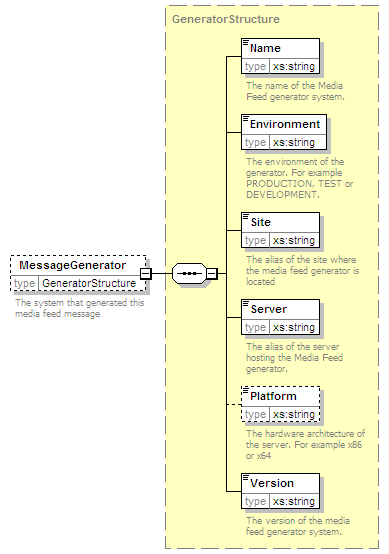 GeneratorStructure
Name
type xs:string
The name of the Media
Feed generator system.
Environment
type xs:string
The environment of the
generator. For example
PRODUCTION, TEST or
DEVELOPMENT.
Site
type xs:string
The alias of the site where
the media feed generator is
located
MessageGenerator
type GeneratorStructure
The system that generated this
media feed message
Server
type xs:string
The alias of the server
hosting the Media Feed
generator.
Platform
type xs:string
The hardware architecture of
the server. For example x86
or x64
Version
type xs:string
The version of the media
feed generator system.